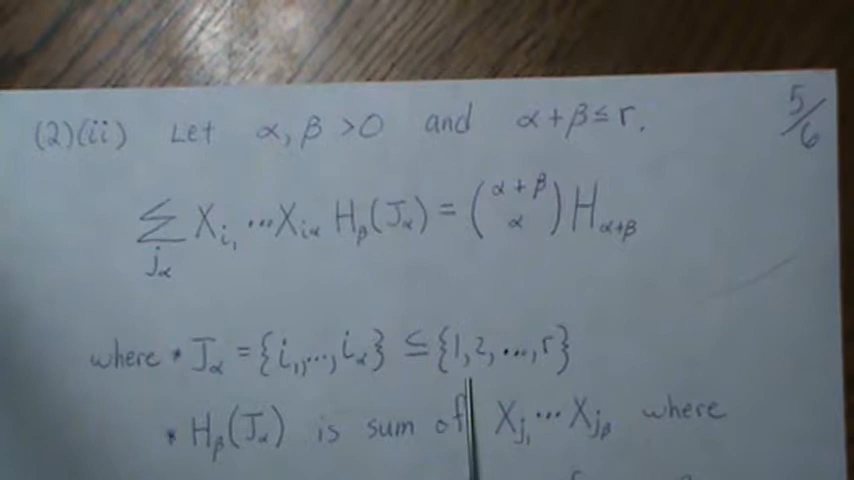 (2)(ii) Let α, β >0 and α+β≤r. 5/6
∑_{J_α} X_{i_1} ... X_{i_α} H_β(J_α) = (α+β α) H_{α+β}
where * J_α = {i_1,...,i_α} ⊆ {1,2,...,r}
* H_β(J_α) is sum of X_{j_1} ... X_{j_β} where